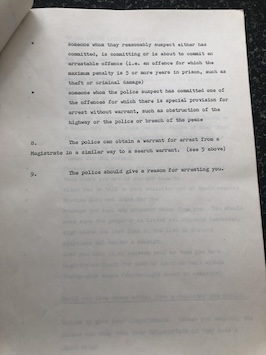 • someone whom they reasonably suspect either has
committed, is committing or is about to commit an
arrestable offence (i.e. an offence for which the
maximum penalty is 5 or more years in prison, such as
theft or criminal damage)
• someone whom the police suspect has committed one of
the offences for which there is special provision for
arrest without warrant, such as obstruction of the
highway or the police or breach of the peace
8. The police can obtain a warrant for arrest from a
Magistrate in a similar way to a search warrant. (see 5 above)
9. The police should give a reason for arresting you.